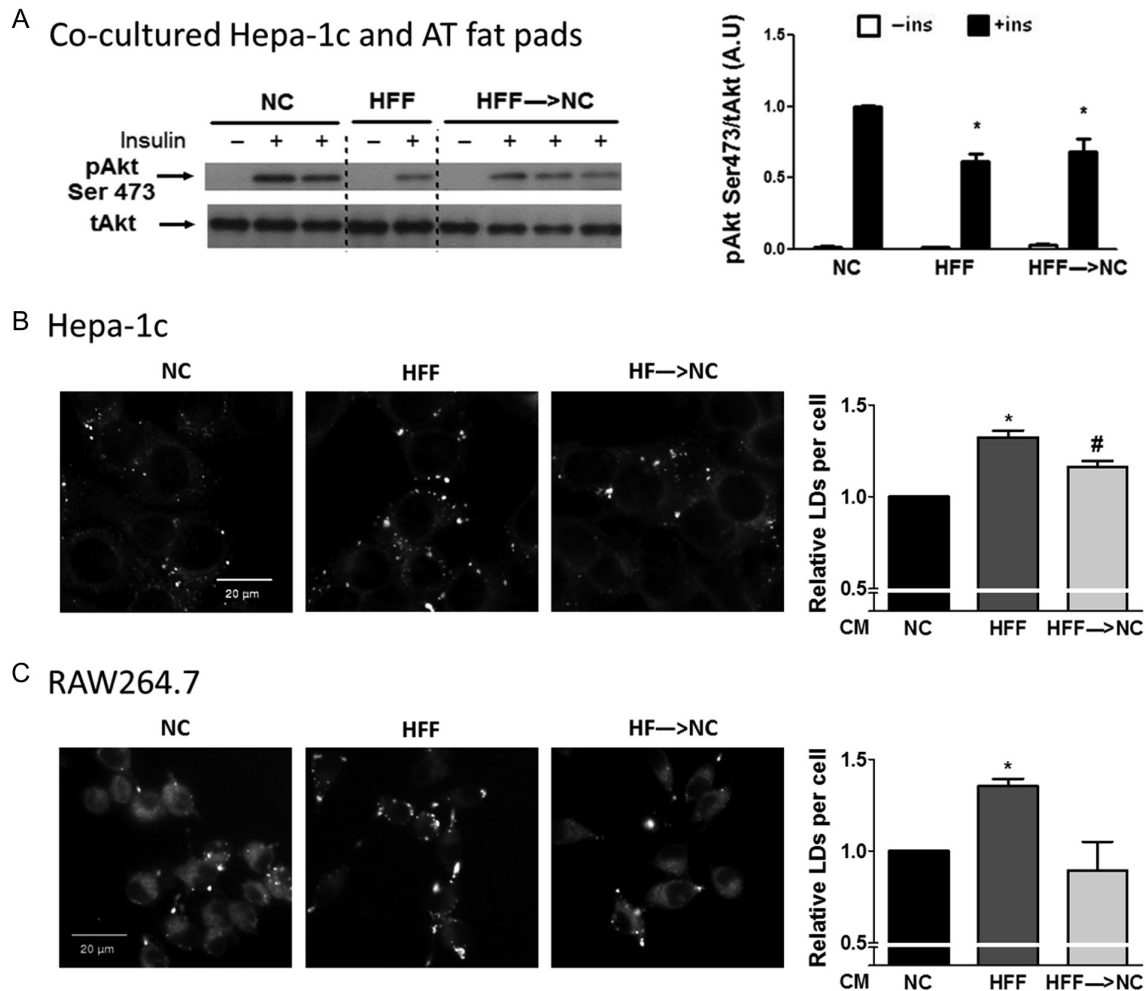 A
Co-cultured Hepa-1c and AT fat pads
NC HFF HFF—>NC
Insulin − + + − + − + + +
pAkt
Ser 473
tAkt
−ins +ins
pAkt Ser473/tAkt (A.U)
1.5
1.0
0.5
0.0
* *
NC HFF HFF—>NC
B
Hepa-1c
NC HFF HF—>NC
20 µm
Relative LDs per cell
1.5
1.0
0.5
* #
CM NC HFF HFF—>NC
C
RAW264.7
NC HFF HF—>NC
20 µm
Relative LDs per cell
1.5
1.0
0.5
*
CM NC HFF HFF—>NC